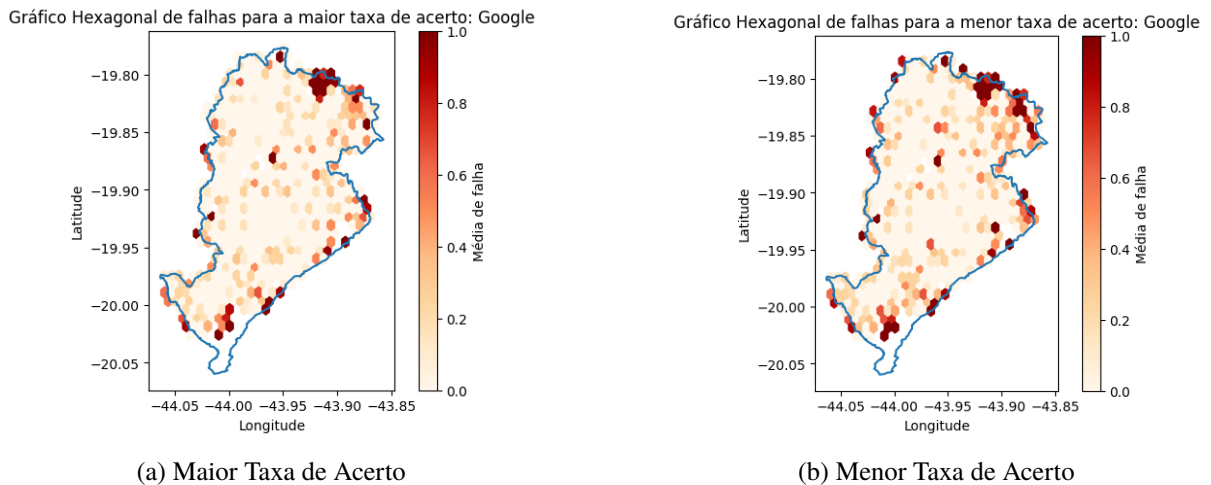 Gráfico Hexagonal de falhas para a maior taxa de acerto: Google
1.0
0.8
0.6
0.4
0.2
0.0
Média de falha
−19.80
−19.85
−19.90
−19.95
−20.00
−20.05
Latitude
−44.05 −44.00 −43.95 −43.90 −43.85
Longitude
(a) Maior Taxa de Acerto
Gráfico Hexagonal de falhas para a menor taxa de acerto: Google
1.0
0.8
0.6
0.4
0.2
0.0
Média de falha
−19.80
−19.85
−19.90
−19.95
−20.00
−20.05
Latitude
−44.05 −44.00 −43.95 −43.90 −43.85
Longitude
(b) Menor Taxa de Acerto